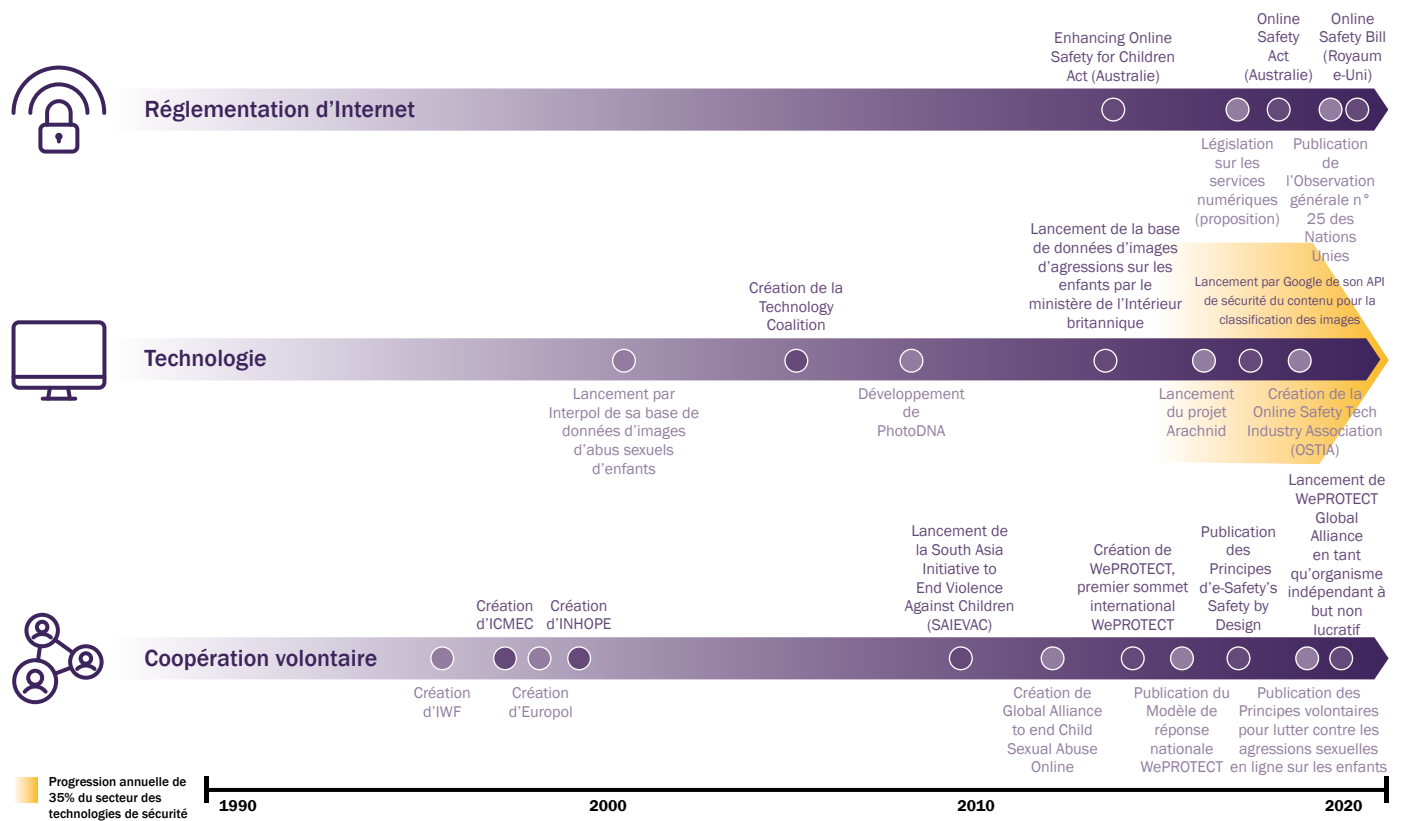 Enhancing Online
Safety for Children
Act (Australie)
Online
Safety
Act
(Australie)
Online
Safety Bill
(Royaum
e-Uni)
Réglementation d’Internet
Législation
sur les
services
numériques
(proposition)
Publication
de
l’Observation
générale n°
25 des
Nations
Unies
Création de la
Technology
Coalition
Lancement de la base
de données d’images
d’agressions sur les
enfants par le
ministère de l’Intérieur
britannique
Lancement par Google de son API
de sécurité du contenu pour la
classification des images
Technologie
Lancement par
Interpol de sa base de
données d’images
d’abus sexuels
d’enfants
Développement
de
PhotoDNA
Lancement
du projet
Arachnid
Création de la
Online Safety Tech
Industry Association
(OSTIA)
Création
d’ICMEC
Création
d’INHOPE
Lancement de
la South Asia
Initiative to
End Violence
Against Children
(SAIEVAC)
Création de
WePROTECT,
premier sommet
international
WePROTECT
Publication
des
Principes
d’e-Safety’s
Safety by
Design
Lancement de
WePROTECT
Global
Alliance
en tant
qu’organisme
indépendant à
but non
lucratif
Coopération volontaire
Création
d’IWF
Création
d’Europol
Création de
Global Alliance
to end Child
Sexual Abuse
Online
Publication du
Modèle de
réponse
nationale
WePROTECT
Publication des
Principes volontaires
pour lutter contre les
agressions sexuelles
en ligne sur les enfants
Progression annuelle de
35% du secteur des
technologies de sécurité
1990
2000
2010
2020